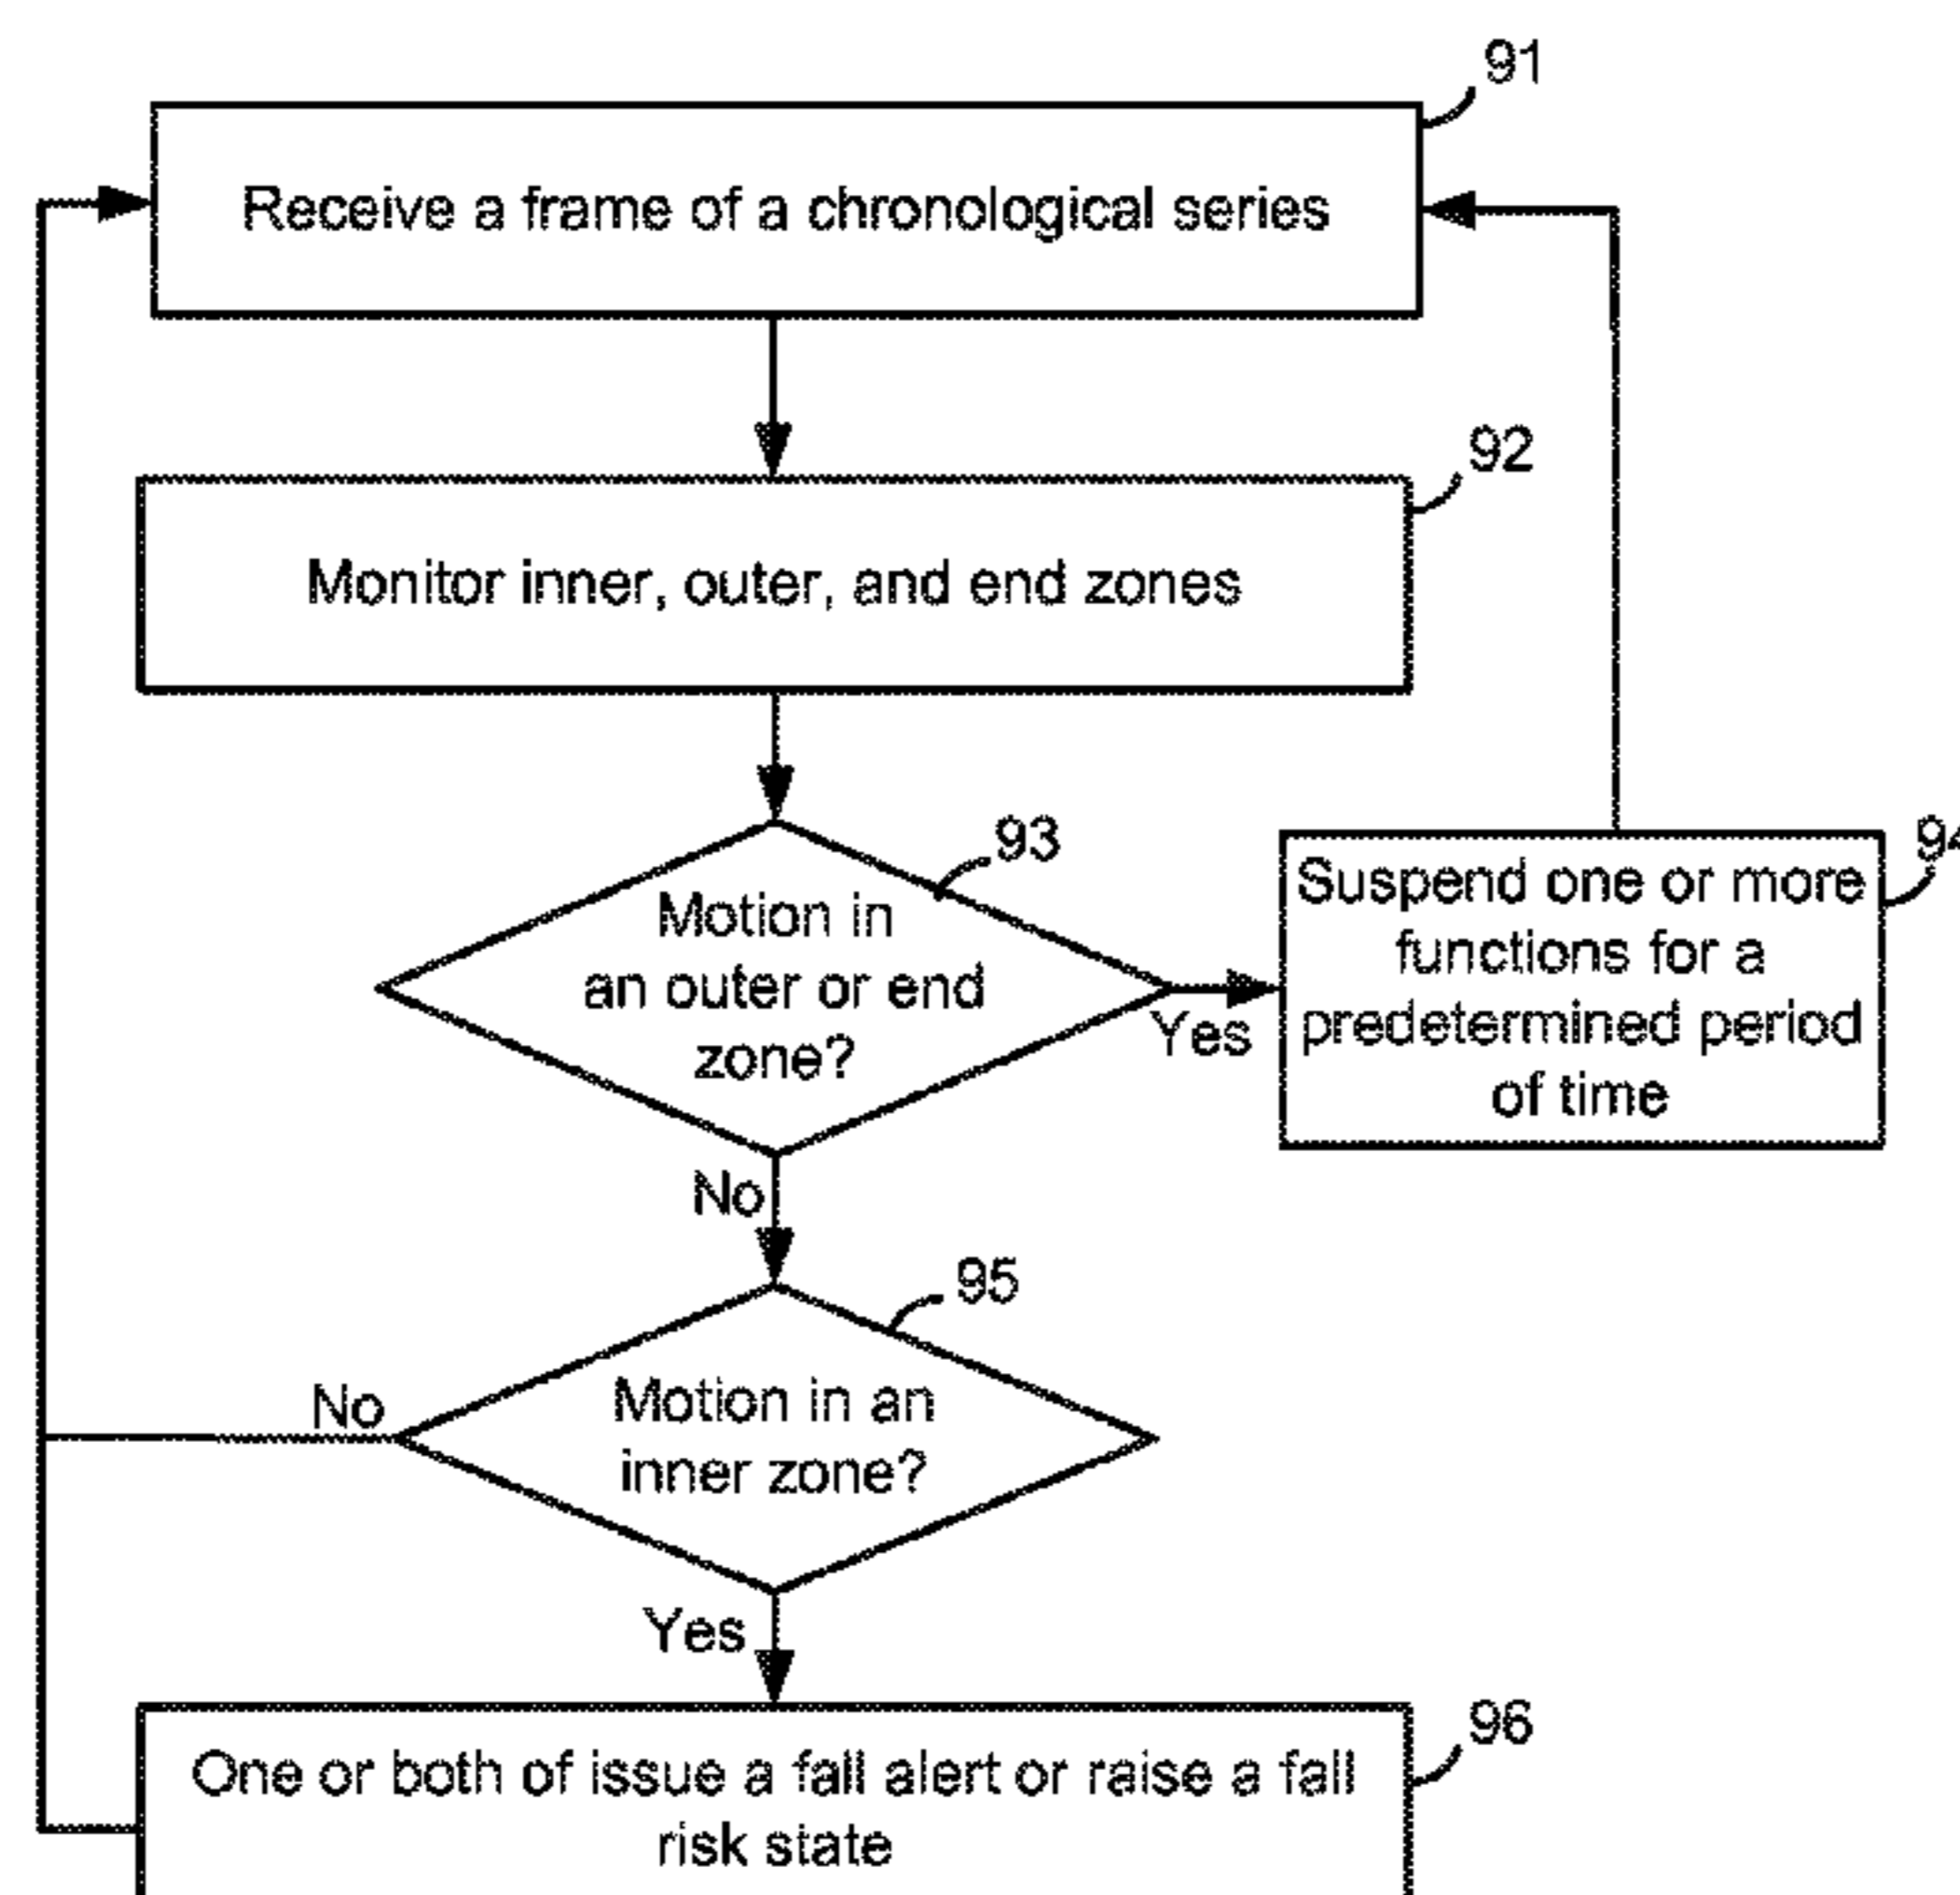 91
Receive a frame of a chronological series
92
Monitor inner, outer, and end zones
93
Motion in
an outer or end
zone?
Yes
94
Suspend one or more
functions for a
predetermined period
of time
No
95
Motion in an
inner zone?
No
Yes
96
One or both of issue a fall alert or raise a fall
risk state